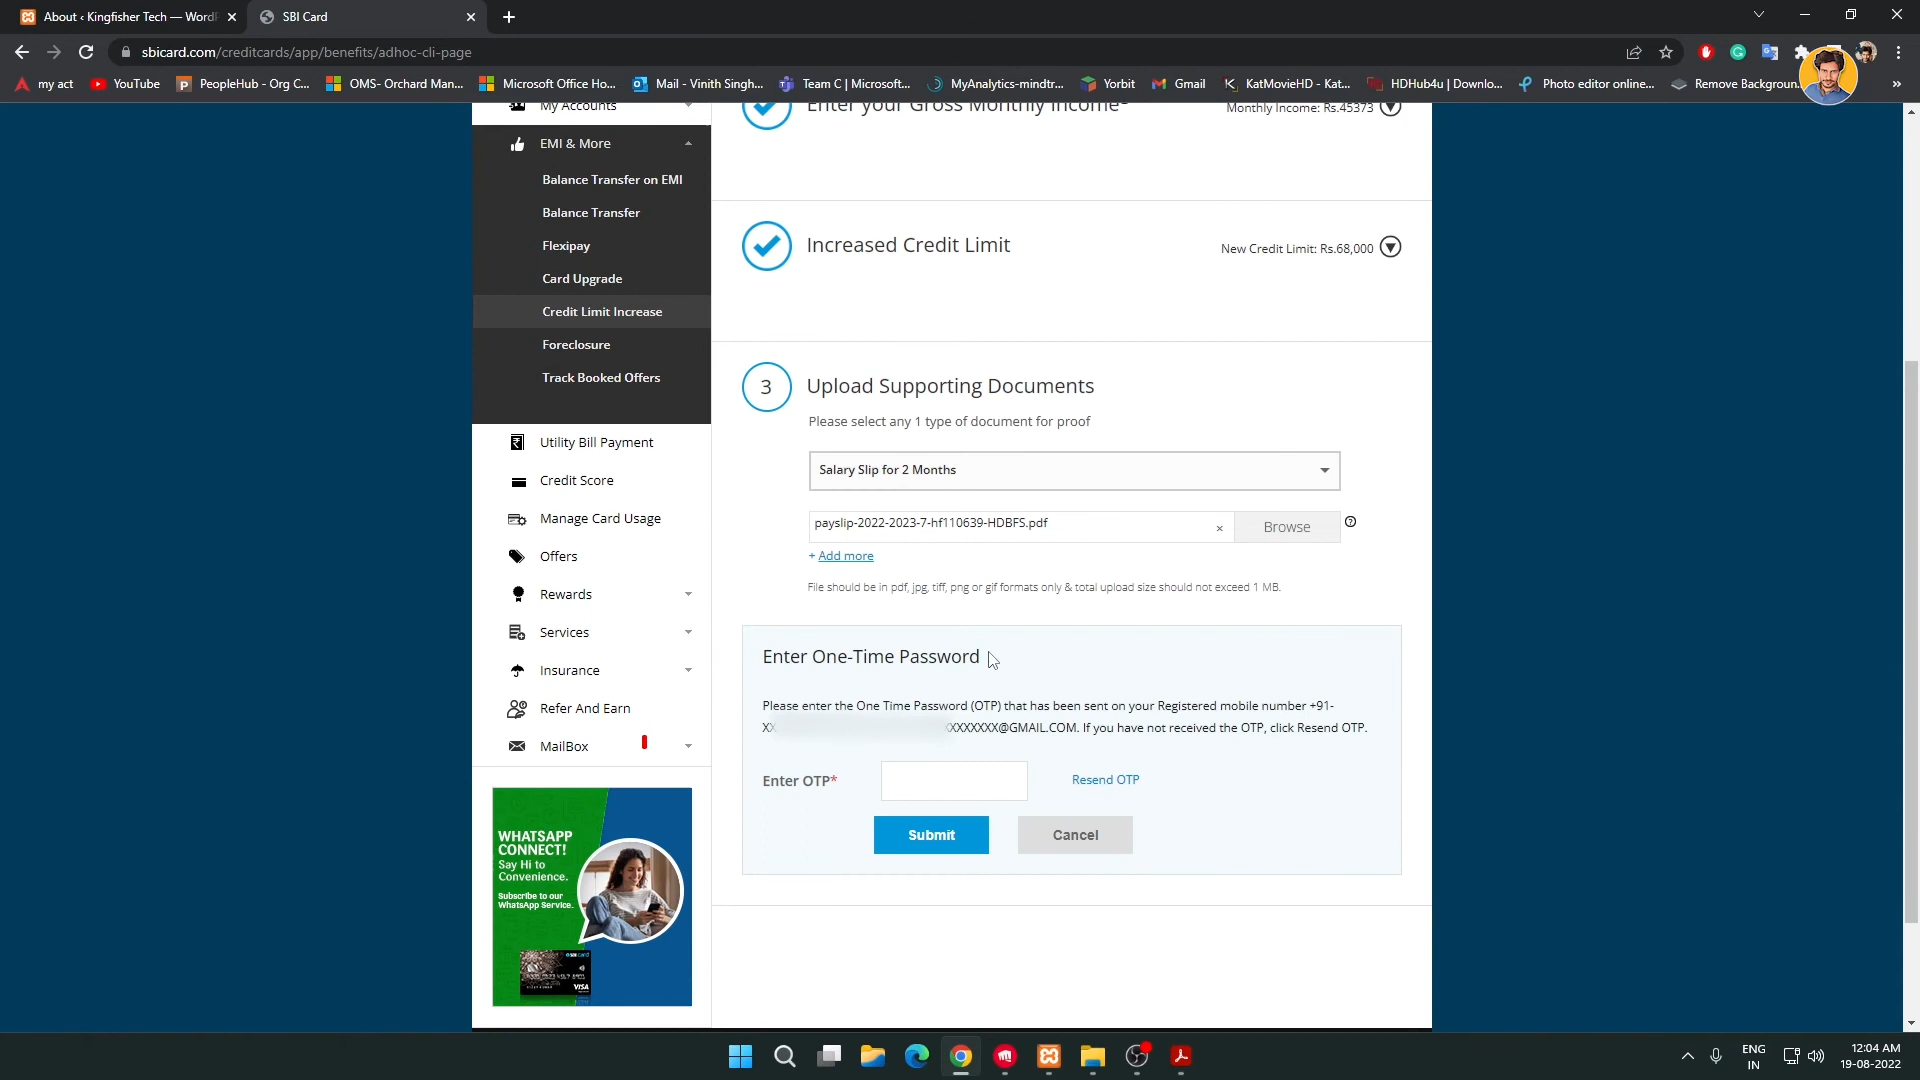 About ‹ Kingfisher Tech — WordP
SBI Card
sbicard.com/creditcards/app/benefits/adhoc-cli-page
my act
YouTube
PeopleHub - Org C...
OMS- Orchard Man...
Microsoft Office Ho...
Mail - Vinith Singh...
Team C | Microsoft...
MyAnalytics-mindtr...
Yorbit
Gmail
KatMovieHD - Kat...
HDHub4u | Downlo...
Photo editor online...
Remove Backgroun
»
My Accounts
EMI & More
Balance Transfer on EMI
Balance Transfer
Flexipay
Card Upgrade
Credit Limit Increase
Foreclosure
Track Booked Offers
Utility Bill Payment
Credit Score
Manage Card Usage
Offers
Rewards
Services
Insurance
Refer And Earn
MailBox
WHATSAPP
CONNECT!
Say Hi to
Convenience.
Subscribe to our
WhatsApp Service.
SBI card
VISA
Enter your Gross Monthly Income*
Monthly Income: Rs.45373
Increased Credit Limit
New Credit Limit: Rs.68,000
3 Upload Supporting Documents
Please select any 1 type of document for proof
Salary Slip for 2 Months
payslip-2022-2023-7-hf110639-HDBFS.pdf × Browse
+ Add more
File should be in pdf, jpg, tiff, png or gif formats only & total upload size should not exceed 1 MB.
Enter One-Time Password
Please enter the One Time Password (OTP) that has been sent on your Registered mobile number +91-
XX XXXXXXX@GMAIL.COM. If you have not received the OTP, click Resend OTP.
Enter OTP* Resend OTP
Submit Cancel
ENG
IN
12:04 AM
19-08-2022